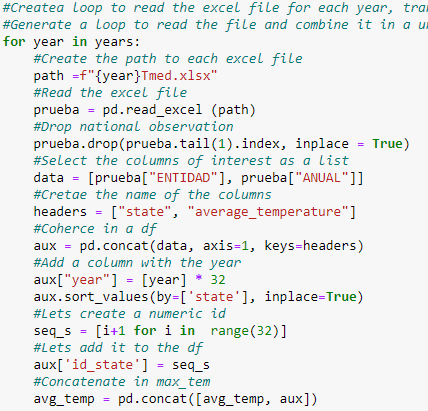 #Createa loop to read the excel file for each year, tra
#Generate a loop to read the file and combine it in a u
for year in years:
#Create the path to each excel file
path =f"{year}Tmed.xlsx"
#Read the excel file
prueba = pd.read_excel (path)
#Drop national observation
prueba.drop(prueba.tail(1).index, inplace = True)
#Select the columns of interest as a list
data = [prueba["ENTIDAD"], prueba["ANUAL"]]
#Cretae the name of the columns
headers = ["state", "average_temperature"]
#Coherce in a df
aux = pd.concat(data, axis=1, keys=headers)
#Add a column with the year
aux["year"] = [year] * 32
aux.sort_values(by=['state'], inplace=True)
#Lets create a numeric id
seq_s = [i+1 for i in  range(32)]
#Lets add it to the df
aux['id_state'] = seq_s
#Concatenate in max_tem
avg_temp = pd.concat([avg_temp, aux])